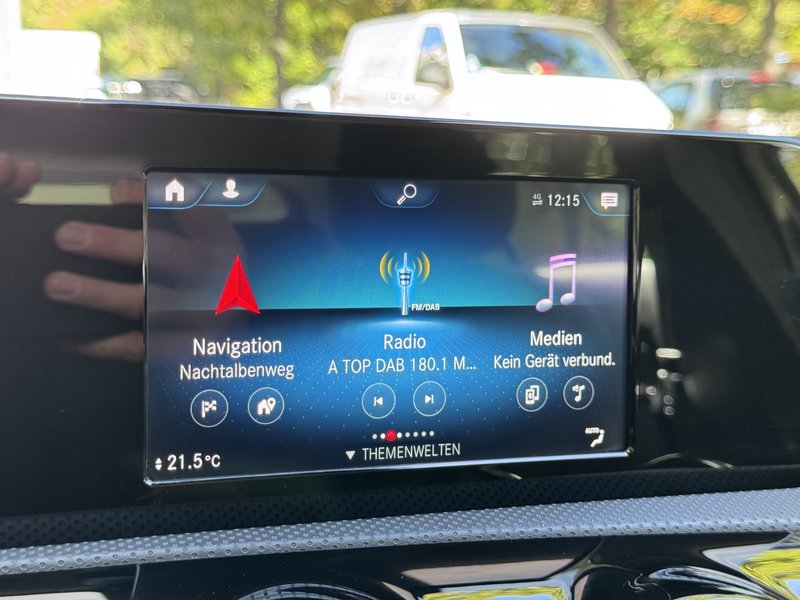 4G 12:15
FM/DAB
Navigation
Nachtalbenweg
Radio
A TOP DAB 180.1 M...
Medien
Kein Gerät verbund.
AUTO
21.5°C
THEMENWELTEN